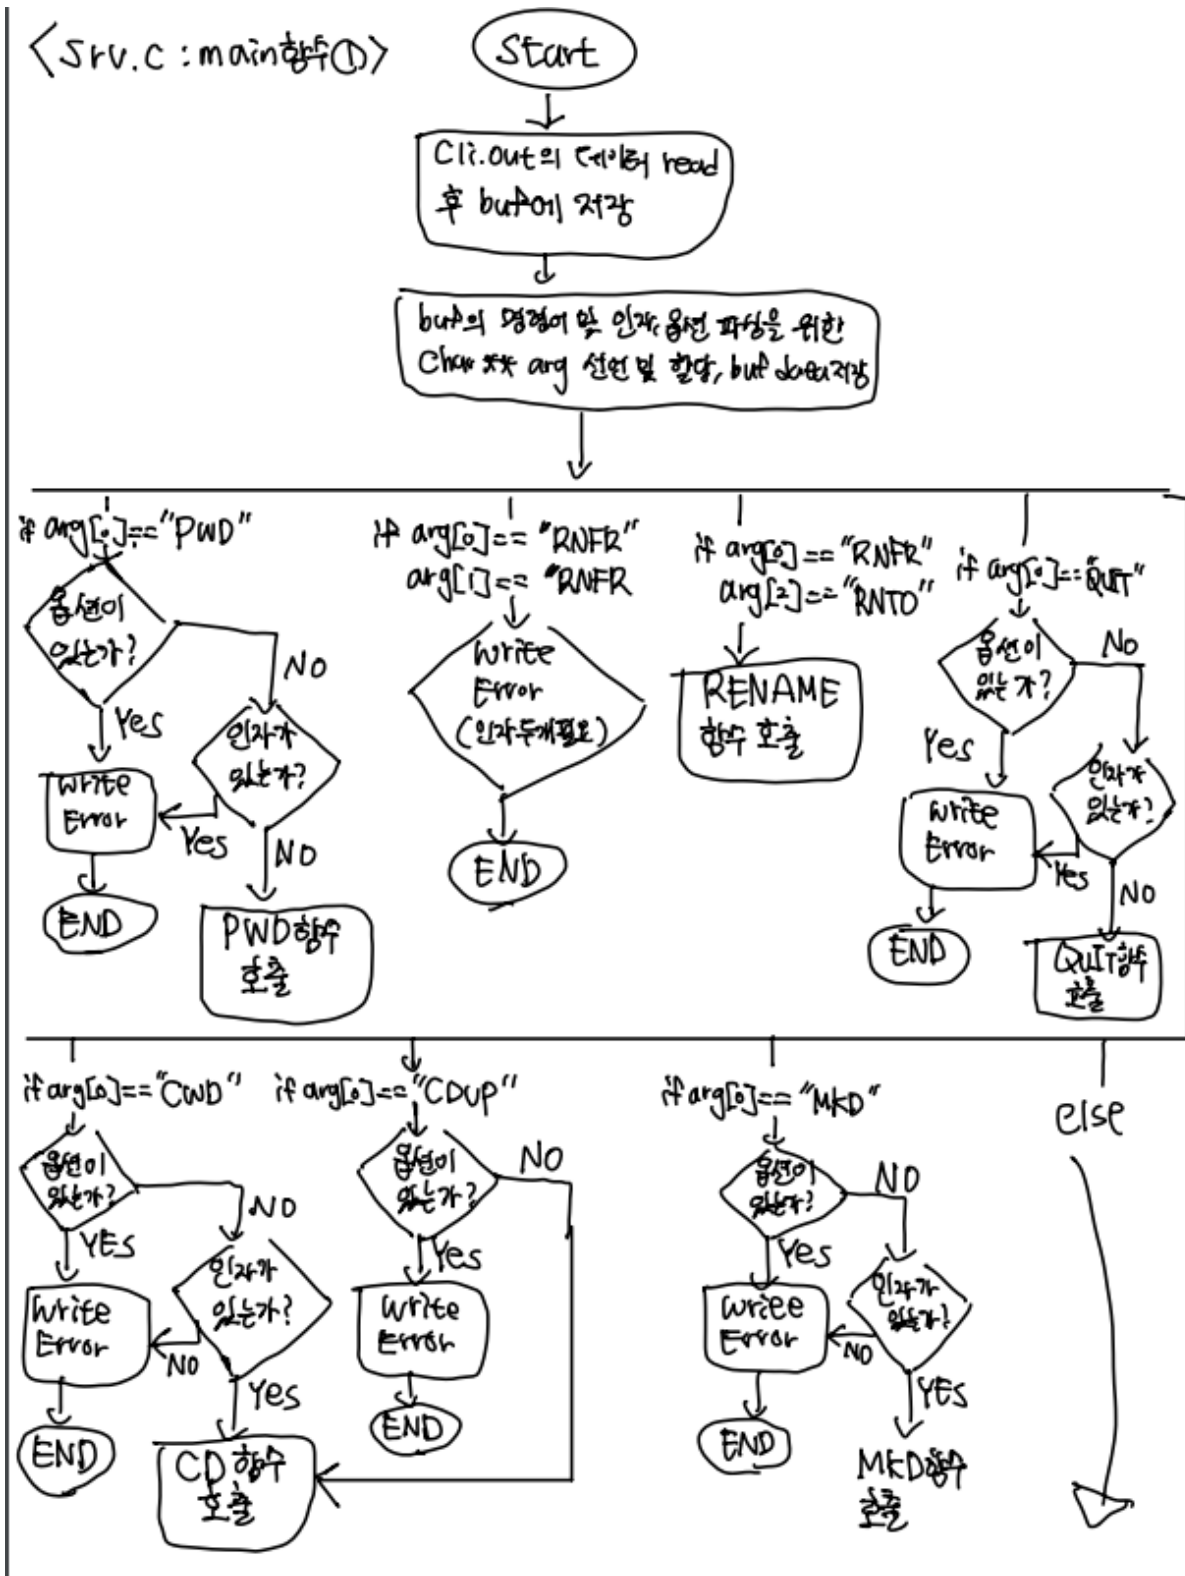 <Srv.c : main함수①>
Start
Cli.out의 데이터 read
후 buf에 저장
buf의 명령어 및 인자, 옵션 파싱을 위한
Char ** arg 선언 및 할당, buf data저장
if arg[0]=="PWD"
옵션이
있는가?
NO
Yes
인자가
있는가?
Write
Error
Yes
NO
END
PWD함수
호출
if arg[0]== "RNFR"
arg[1]== "RNFR
Write
Error
(인자두개필요)
END
if arg[0]=="RNFR"
arg[2]=="RNTO"
RENAME
함수 호출
if arg[0]=="QUIT"
옵션이
있는가?
NO
Yes
인자가
있는가?
Write
Error
Yes
NO
END
QUIT함수
호출
if arg[0]=="CWD"
옵션이
있는가?
NO
YES
인자가
있는가?
Write
Error
NO
Yes
END
CD함수
호출
if arg[0]=="CDUP"
옵션이
있는가?
NO
Yes
Write
Error
END
if arg[0]=="MKD"
옵션이
있는가?
NO
Yes
인자가
있는가?
Write
Error
NO
YES
END
MKD함수
호출
else